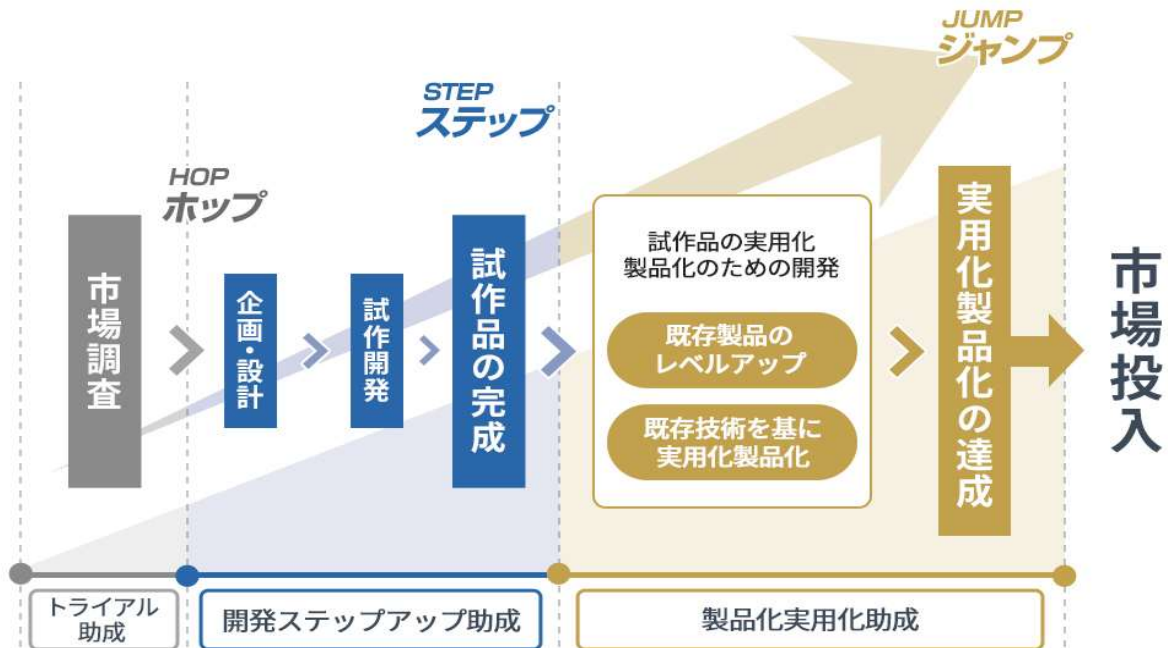 JUMP
ジャンプ
STEP
ステップ
HOP
ホップ
市場調査
企画・設計
試作開発
試作品の完成
試作品の実用化
製品化のための開発
既存製品の
レベルアップ
既存技術を基に
実用化製品化
実用化製品化の達成
市場投入
トライアル
助成
開発ステップアップ助成
製品化実用化助成